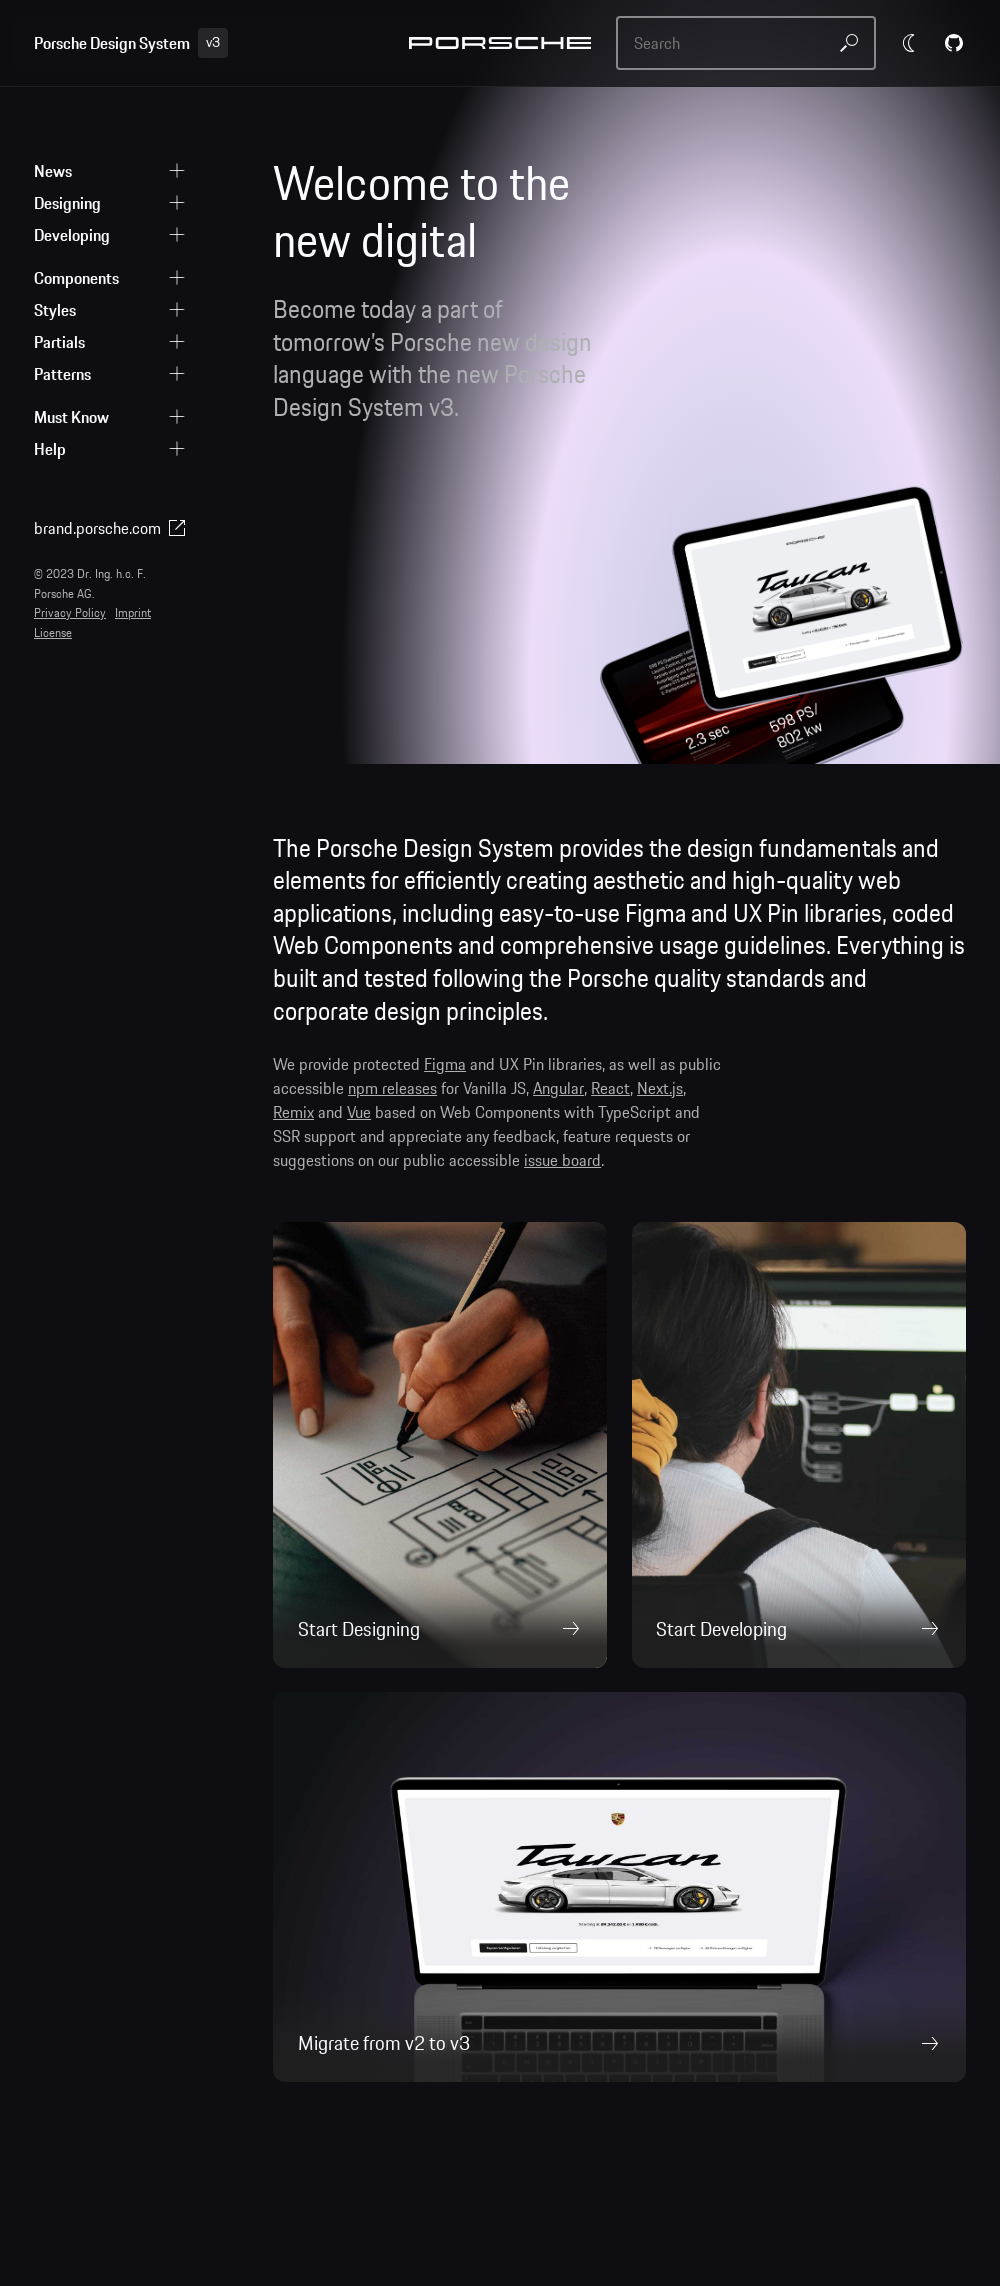 Porsche Design System v3
PORSCHE
Search
News
Designing
Developing
Components
Styles
Partials
Patterns
Must Know
Help
brand.porsche.com
© 2023 Dr. Ing. h.c. F.
Porsche AG.
Privacy Policy Imprint
License
Welcome to the
new digital
Become today a part of
tomorrow's Porsche new design
language with the new Porsche
Design System v3.
PORSCHE
Taycan
2.3 sec
598 PS/
802 kw
The Porsche Design System provides the design fundamentals and
elements for efficiently creating aesthetic and high-quality web
applications, including easy-to-use Figma and UX Pin libraries, coded
Web Components and comprehensive usage guidelines. Everything is
built and tested following the Porsche quality standards and
corporate design principles.
We provide protected Figma and UX Pin libraries, as well as public
accessible npm releases for Vanilla JS, Angular, React, Next.js,
Remix and Vue based on Web Components with TypeScript and
SSR support and appreciate any feedback, feature requests or
suggestions on our public accessible issue board.
ASUS
Start Designing
Start Developing
Taycan
Migrate from v2 to v3